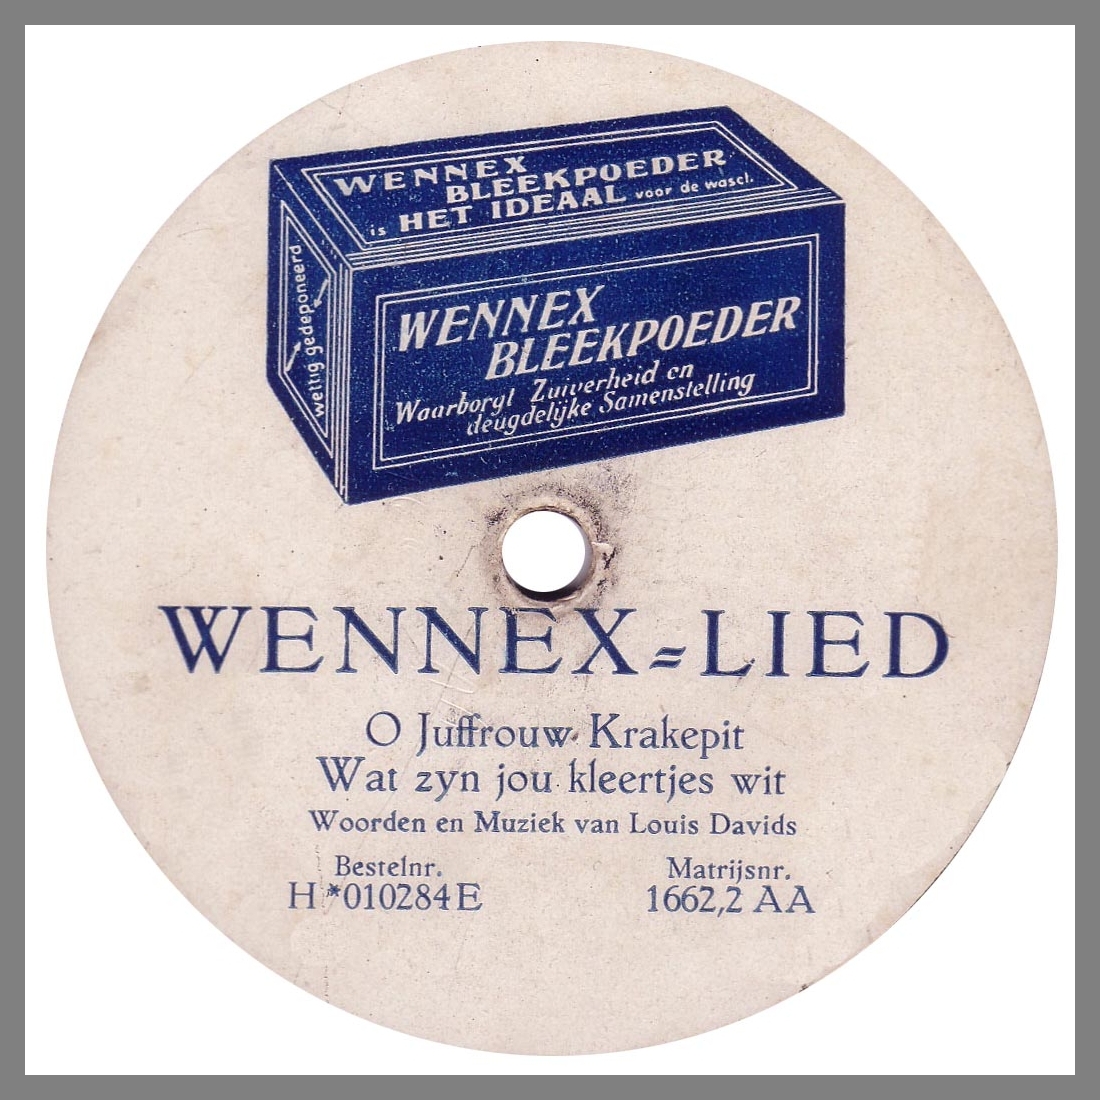 WENNEX
BLEEKPOEDER
is HET IDEAAL voor de wascl.
wettig gedeponeerd
WENNEX
BLEEKPOEDER
Waarborgt Zuiverheid en
deugdelijke Samenstelling
WENNEX=LIED
O Juffrouw Krakepit
Wat zyn jou kleertjes wit
Woorden en Muziek van Louis Davids
Bestelnr. Matrijsnr.
H*010284E 1662,2 AA